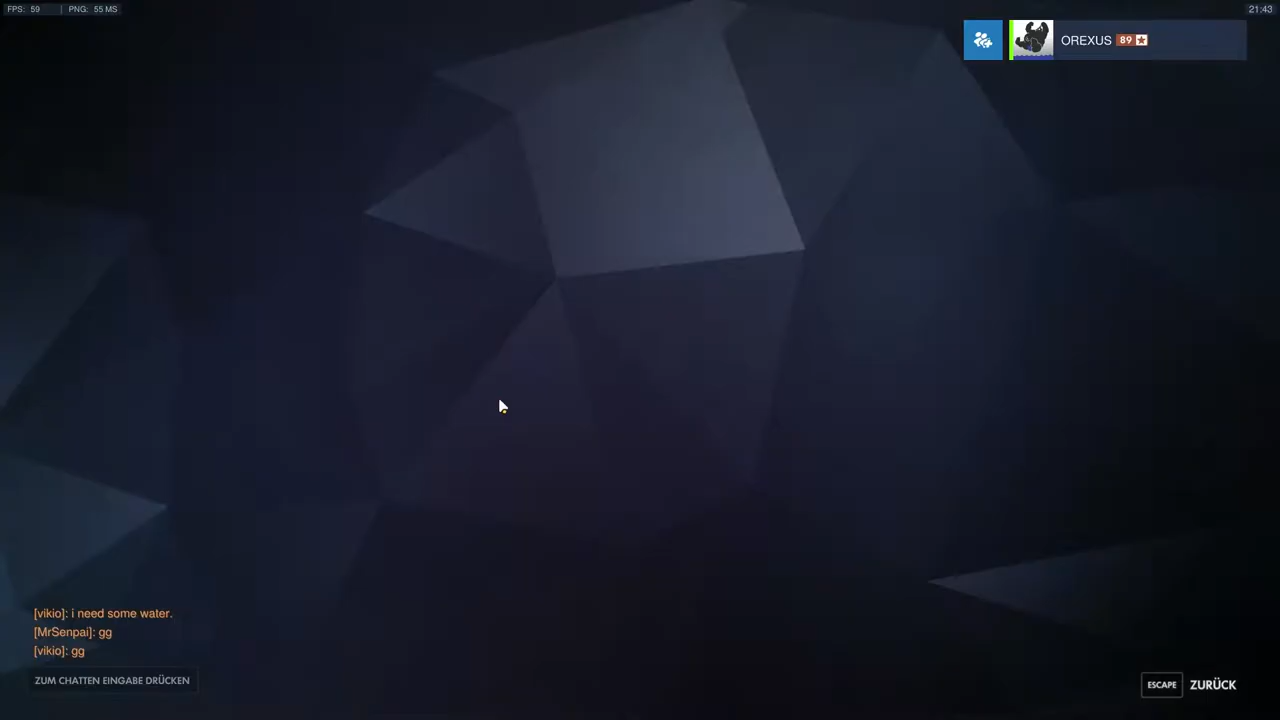 FPS: 59 | PNG: 55 MS
21:43
OREXUS 89
[vikio]: i need some water.
[MrSenpai]: gg
[vikio]: gg
ZUM CHATTEN EINGABE DRÜCKEN
ESCAPE ZURÜCK